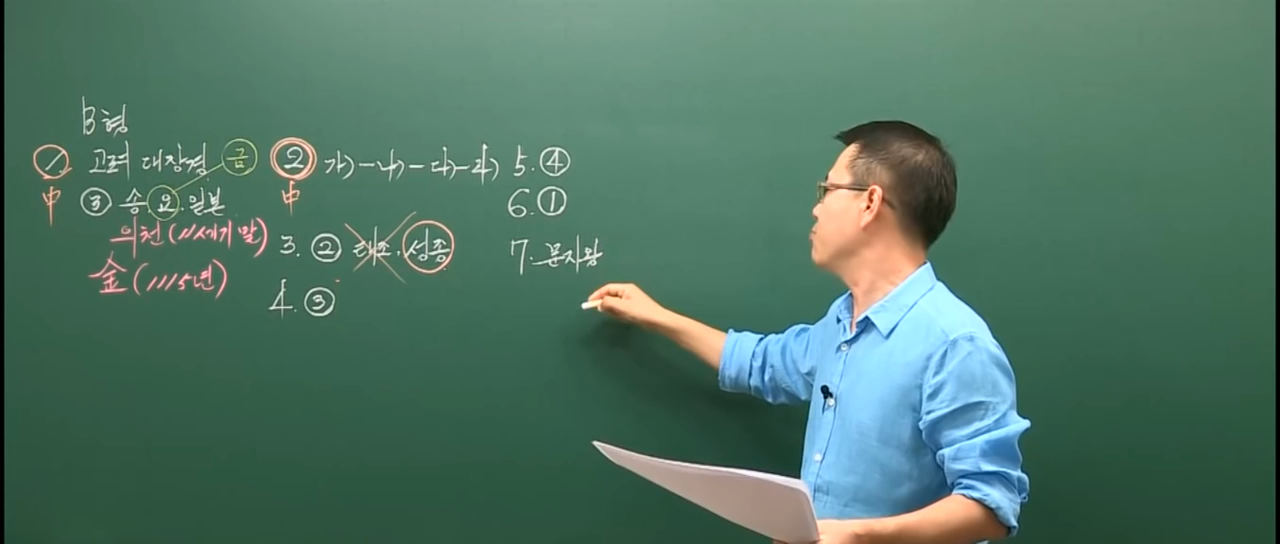 B형
1 고려 대장경 금
中 ③ 송, 요, 일본
의천(11세기 말)
金(1115년)
② 가)-나)-다)-라)
中
3. ② 태조, 성종
4. ③
5. ④
6. ①
7. 문자왕